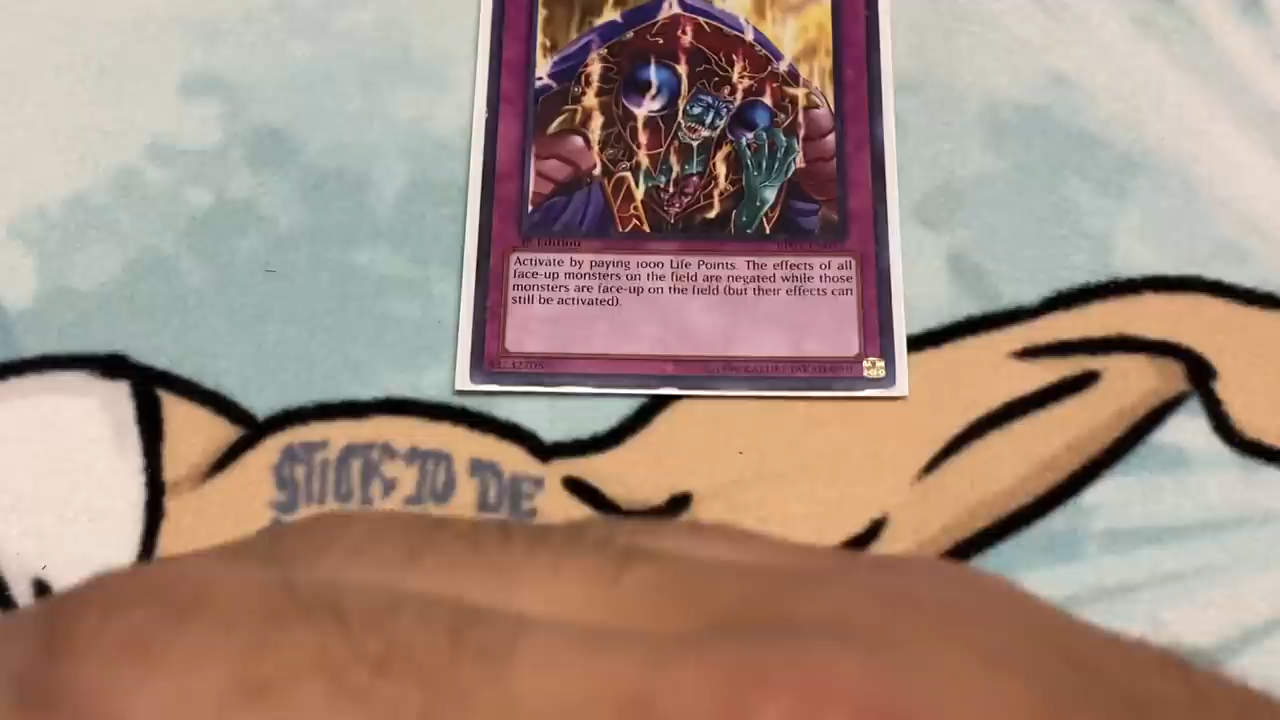 1st Edition
Activate by paying 1000 Life Points. The effects of all
face-up monsters on the field are negated while those
monsters are face-up on the field (but their effects can
still be activated).
STICK TO DE